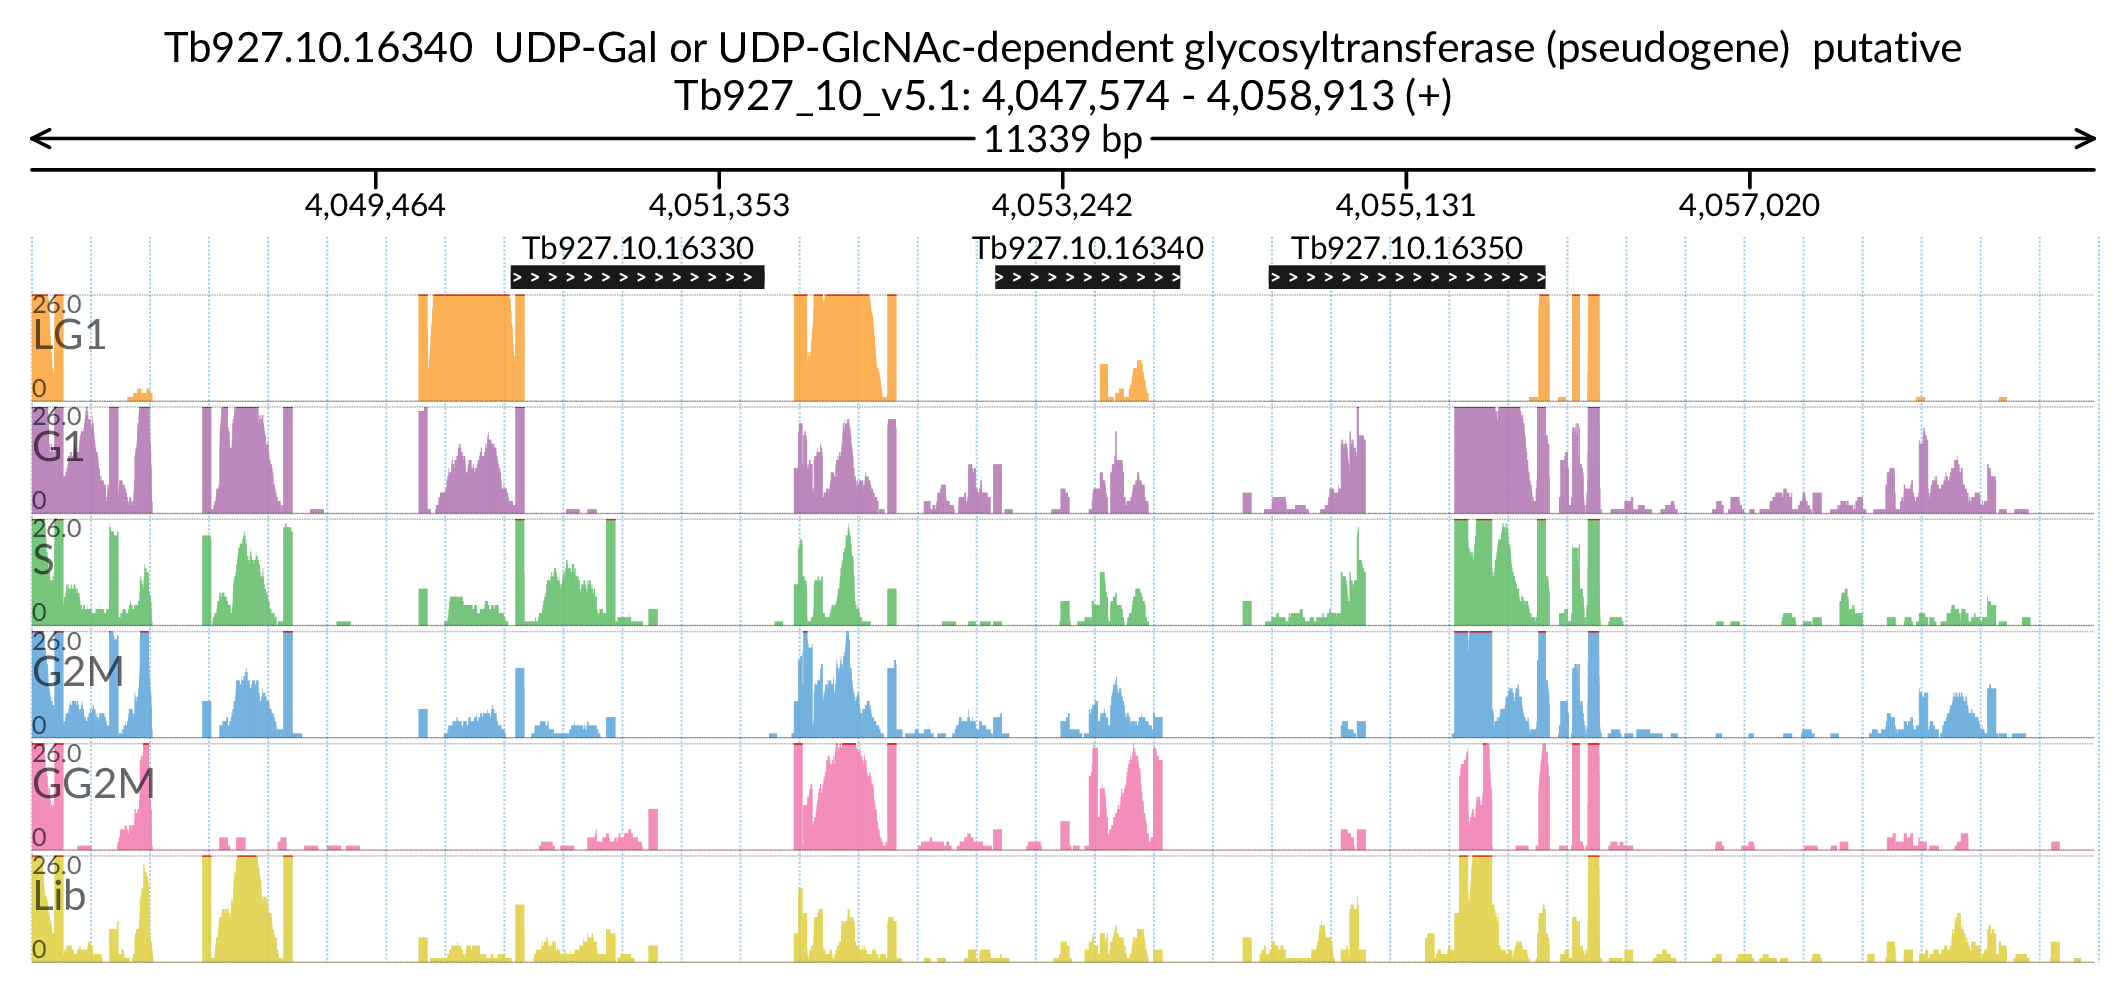 Tb927.10.16340  UDP-Gal or UDP-GlcNAc-dependent glycosyltransferase (pseudogene)  putative
Tb927_10_v5.1: 4,047,574 - 4,058,913 (+)
11339 bp
4,049,464 4,051,353 4,053,242 4,055,131 4,057,020
Tb927.10.16330 Tb927.10.16340 Tb927.10.16350
26.0
LG1
0
26.0
G1
0
26.0
S
0
26.0
G2M
0
26.0
GG2M
0
26.0
Lib
0